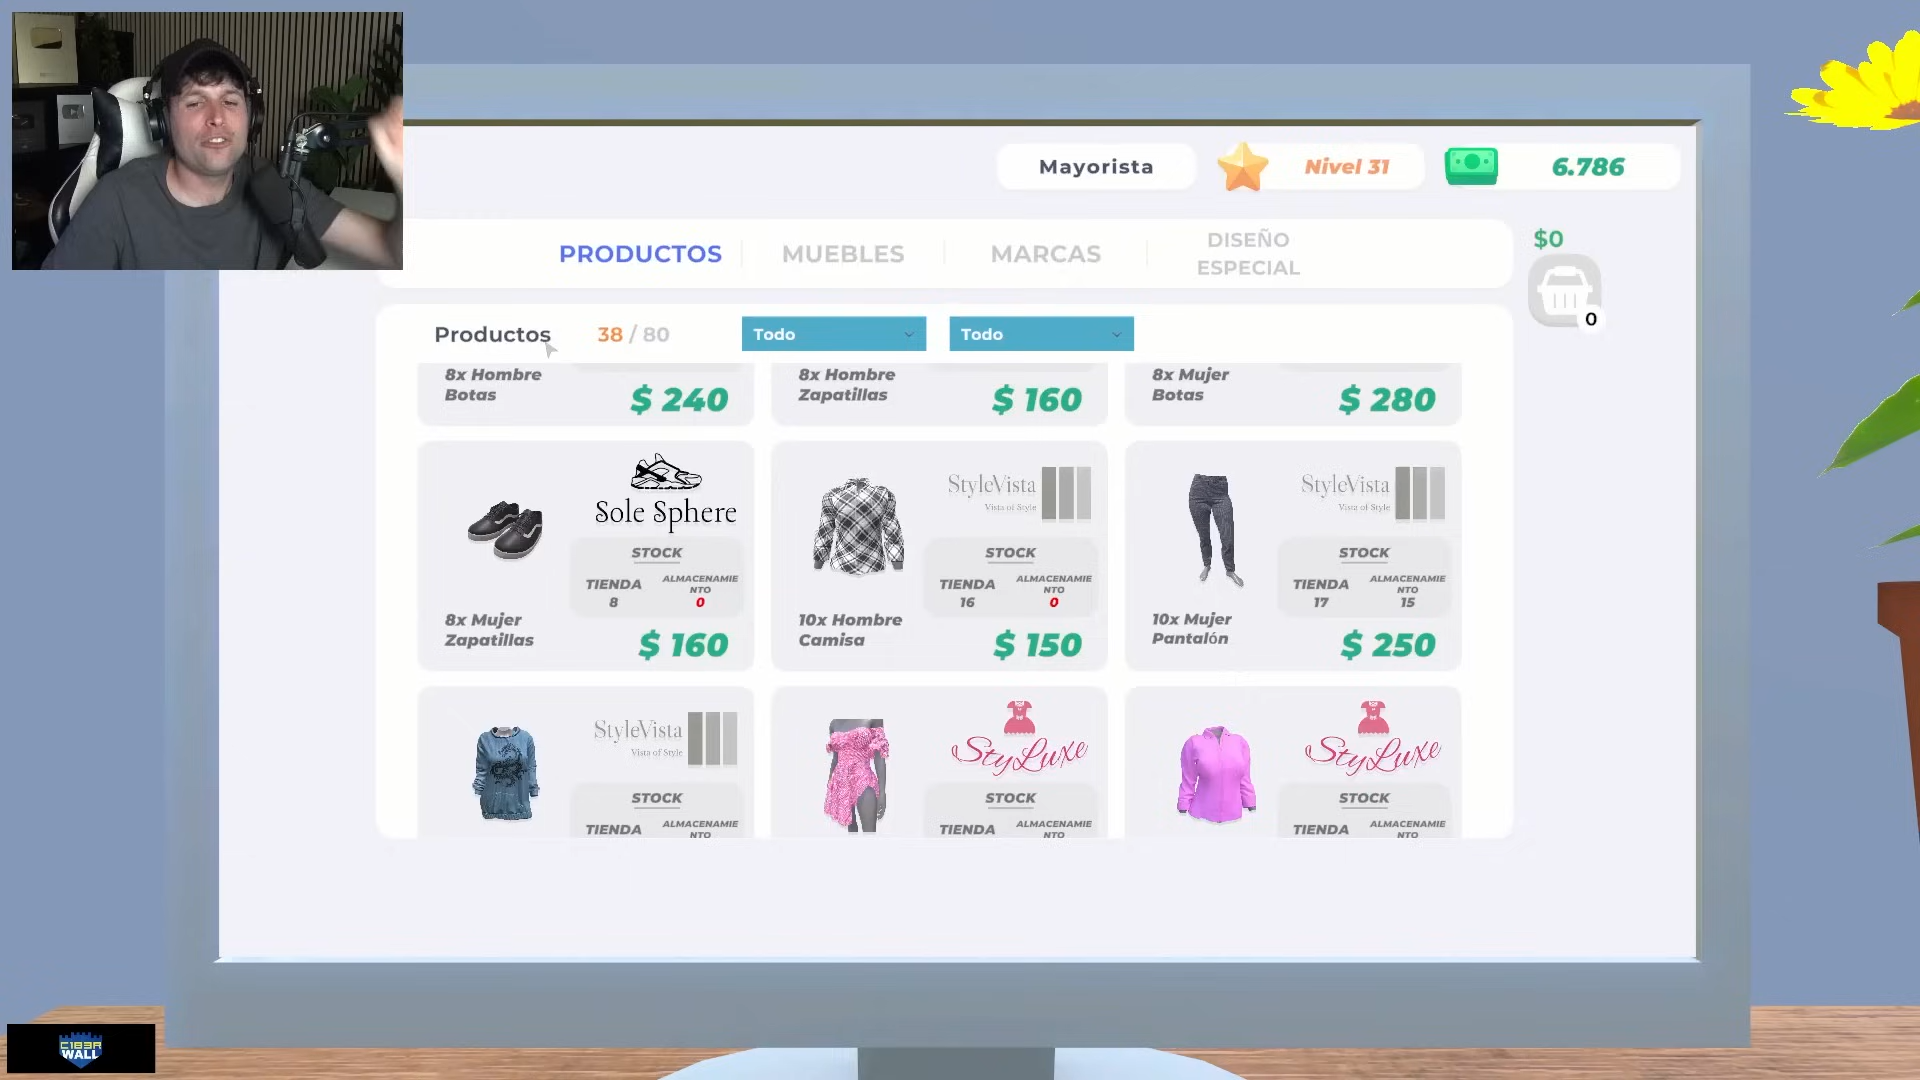 Mayorista
Nivel 31
6.786
PRODUCTOS
MUEBLES
MARCAS
DISEÑO
ESPECIAL
$0
0
Productos
38 / 80
Todo
Todo
8x Hombre
Botas
$ 240
8x Hombre
Zapatillas
$ 160
8x Mujer
Botas
$ 280
Sole Sphere
STOCK
TIENDA
8
ALMACENAMIE
NTO
0
8x Mujer
Zapatillas
$ 160
StyleVista
Vista of Style
STOCK
TIENDA
16
ALMACENAMIE
NTO
0
10x Hombre
Camisa
$ 150
StyleVista
Vista of Style
STOCK
TIENDA
17
ALMACENAMIE
NTO
15
10x Mujer
Pantalón
$ 250
StyleVista
Vista of Style
STOCK
TIENDA
ALMACENAMIE
NTO
StyLuxe
STOCK
TIENDA
ALMACENAMIE
NTO
StyLuxe
STOCK
TIENDA
ALMACENAMIE
NTO
C1B3R
WALL